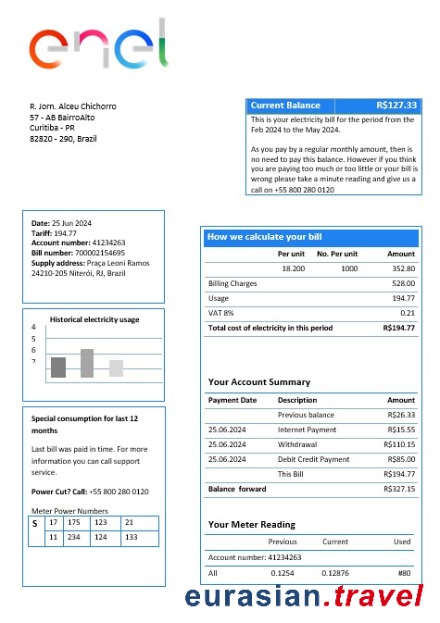 enel
R. Jorn. Alceu Chichorro
57 - AB BairroAlto
Curitiba - PR
82820 - 290, Brazil
Current Balance R$127.33
This is your electricity bill for the period from the
Feb 2024 to the May 2024.
As you pay by a regular monthly amount, then is
no need to pay this balance. However if you think
you are paying too much or too little or your bill is
wrong please take a minute reading and give us a
call on +55 800 280 0120
Date: 25 Jun 2024
Tariff: 194.77
Account number: 41234263
Bill number: 700002154695
Supply address: Praça Leoni Ramos
24210-205 Niterói, RJ, Brazil
Historical electricity usage
4
5
6
7
Special consumption for last 12
months
Last bill was paid in time. For more
information you can call support
service.
Power Cut? Call: +55 800 280 0120
Meter Power Numbers
S 17 175 123 21
11 234 124 133
How we calculate your bill
Per unit No. Per unit Amount
18.200 1000 352.80
Billing Charges 528.00
Usage 194.77
VAT 8% 0.21
Total cost of electricity in this period R$194.77
Your Account Summary
Payment Date Description Amount
Previous balance R$26.33
25.06.2024 Internet Payment R$15.55
25.06.2024 Withdrawal R$110.15
25.06.2024 Debit Credit Payment R$85.00
This Bill R$194.77
Balance forward R$327.15
Your Meter Reading
Previous Current Used
Account number: 41234263
All 0.1254 0.12876 #80
eurasian.travel